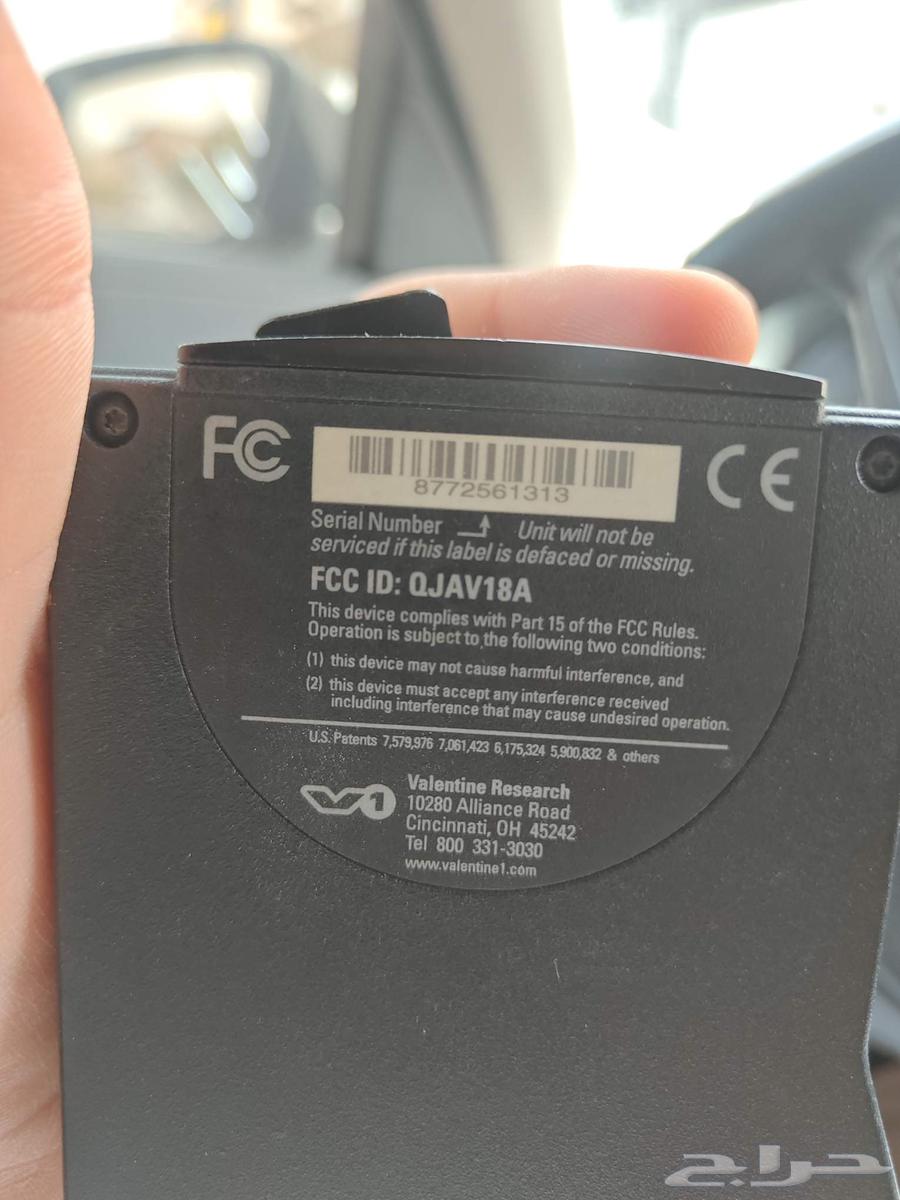 FC
8772561313
CE
Serial Number Unit will not be
serviced if this label is defaced or missing.
FCC ID: QJAV18A
This device complies with Part 15 of the FCC Rules.
Operation is subject to the following two conditions:
(1) this device may not cause harmful interference, and
(2) this device must accept any interference received
including interference that may cause undesired operation.
U.S. Patents 7,579,976 7,061,423 6,175,324 5,900,832 & others
V1
Valentine Research
10280 Alliance Road
Cincinnati, OH 45242
Tel 800 331-3030
www.valentine1.com
حراج